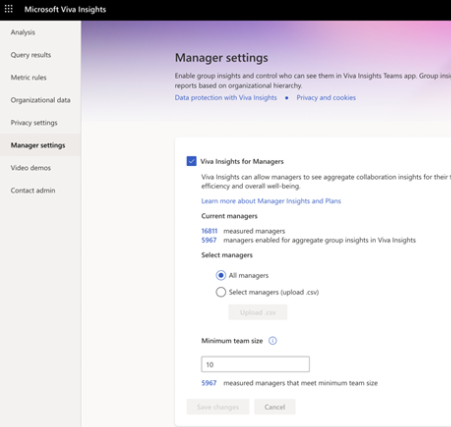 Microsoft Viva Insights
Analysis
Query results
Metric rules
Organizational data
Privacy settings
Manager settings
Video demos
Contact admin
Manager settings
Enable group insights and control who can see them in Viva Insights Teams app. Group insi
reports based on organizational hierarchy.
Data protection with Viva Insights • Privacy and cookies
Viva Insights for Managers
Viva Insights can allow managers to see aggregate collaboration insights for their t
efficiency and overall well-being.
Learn more about Manager Insights and Plans
Current managers
16811 measured managers
5967 managers enabled for aggregate group insights in Viva Insights
Select managers
All managers
Select managers (upload .csv)
Upload .csv
Minimum team size
10
5967 measured managers that meet minimum team size
Save changes Cancel